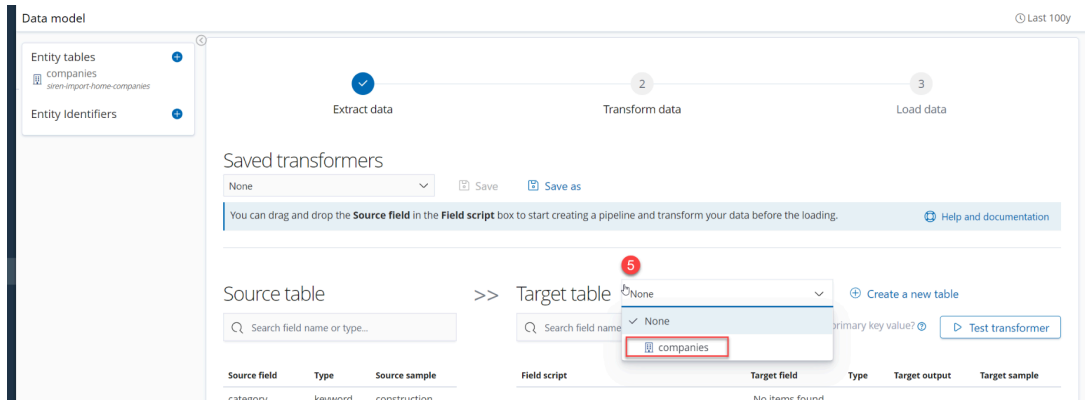 Data model
Last 100y
Entity tables
companies
siren-import-home-companies
Entity Identifiers
2
3
Extract data
Transform data
Load data
Saved transformers
None
Save
Save as
You can drag and drop the Source field in the Field script box to start creating a pipeline and transform your data before the loading.
Help and documentation
5
Source table
>>
Target table
None
Create a new table
Search field name or type...
Search field name
None
primary key value?
Test transformer
companies
Source field Type Source sample
Field script Target field Type Target output Target sample
category keyword construction
No items found